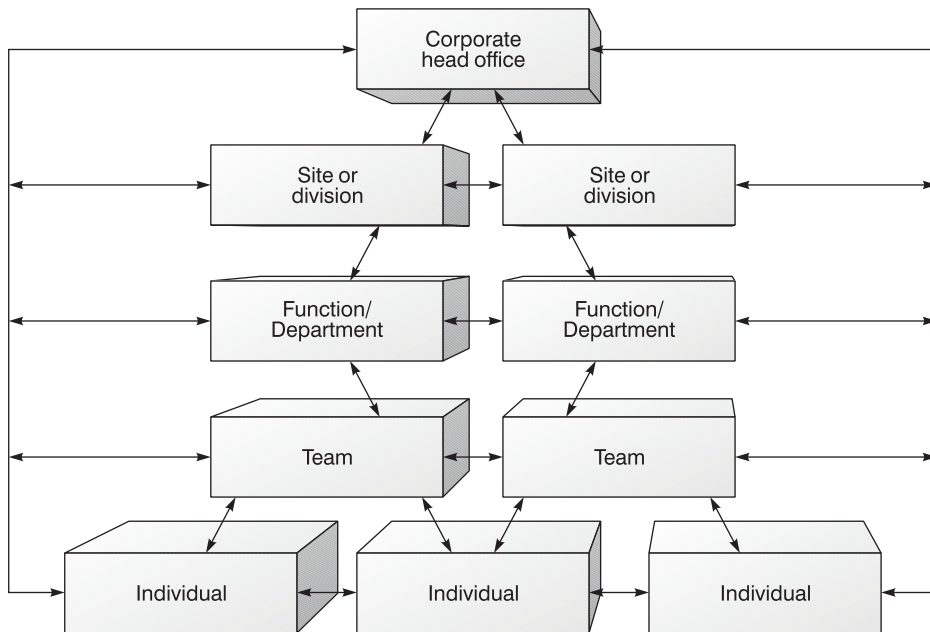 Corporate
head office
Site or
division
Site or
division
Function/
Department
Function/
Department
Team
Team
Individual
Individual
Individual